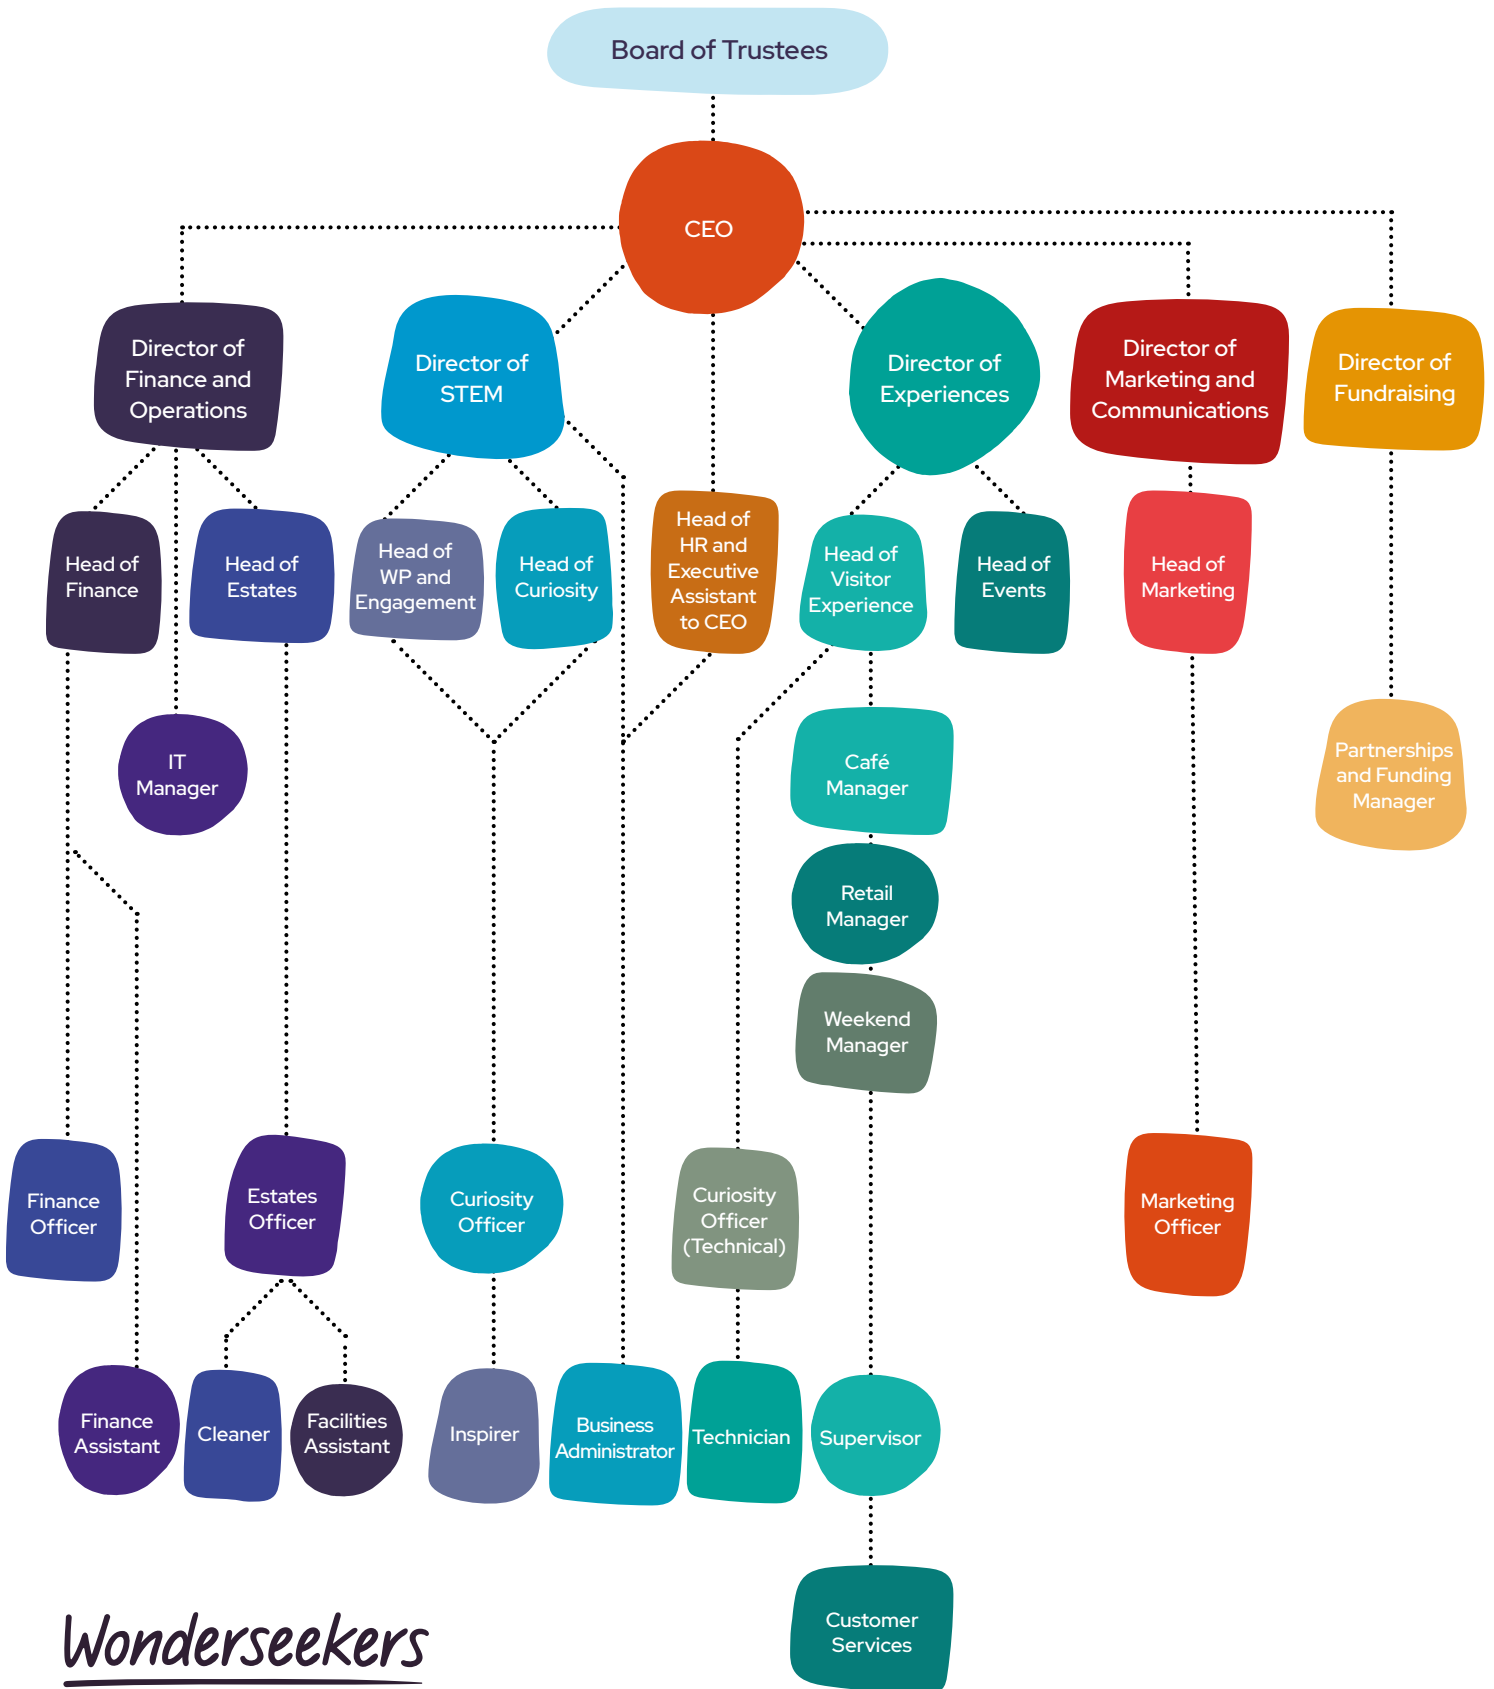 Board of Trustees
CEO
Director of
Finance and
Operations
Director of
STEM
Director of
Experiences
Director of
Marketing and
Communications
Director of
Fundraising
Head of
Finance
Head of
Estates
Head of
WP and
Engagement
Head of
Curiosity
Head of
HR and
Executive
Assistant
to CEO
Head of
Visitor
Experience
Head of
Events
Head of
Marketing
IT
Manager
Café
Manager
Partnerships
and Funding
Manager
Retail
Manager
Weekend
Manager
Finance
Officer
Estates
Officer
Curiosity
Officer
Curiosity
Officer
(Technical)
Marketing
Officer
Finance
Assistant
Cleaner
Facilities
Assistant
Inspirer
Business
Administrator
Technician
Supervisor
Customer
Services
Wonderseekers